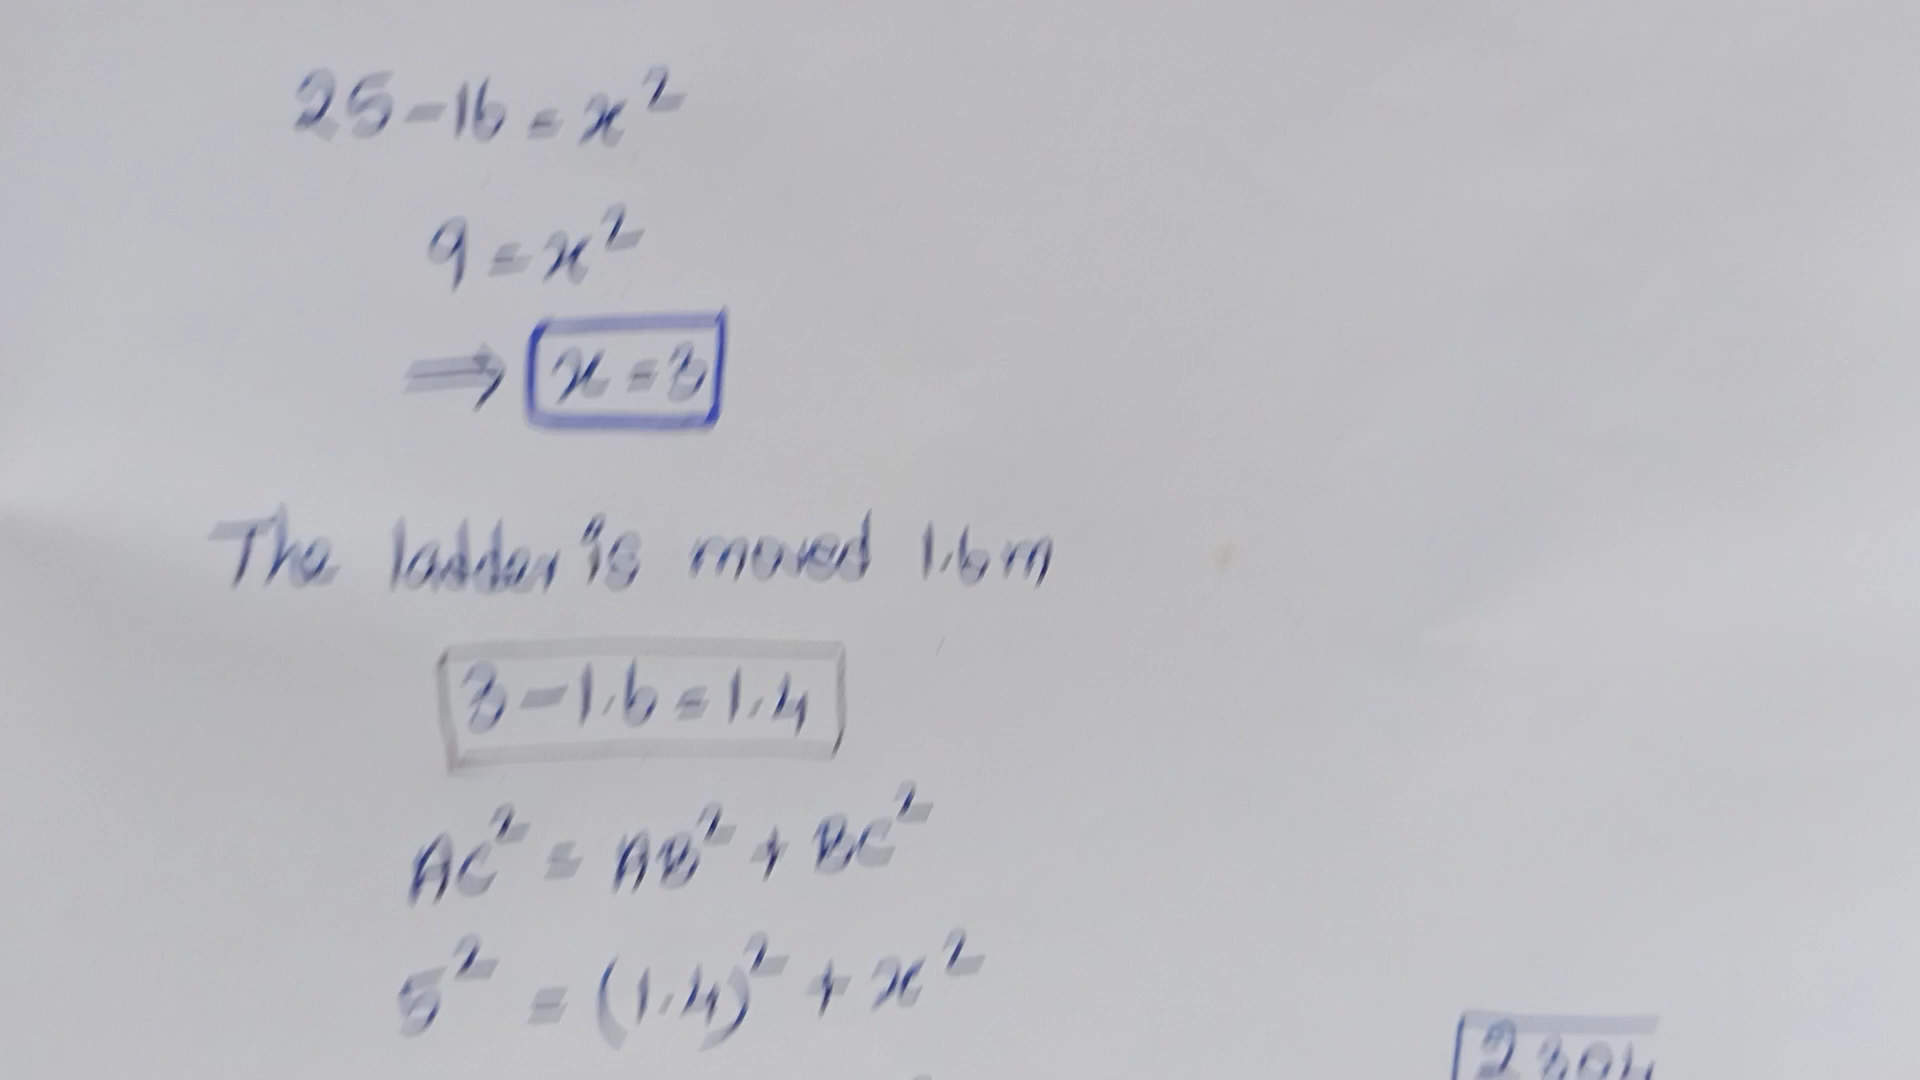 25-16=x²
9=x²
⇒ x=3
The ladder is moved 1.6m
3-1.6=1.4
AC² = AB² + BC²
5² = (1.4)² + x²
2304